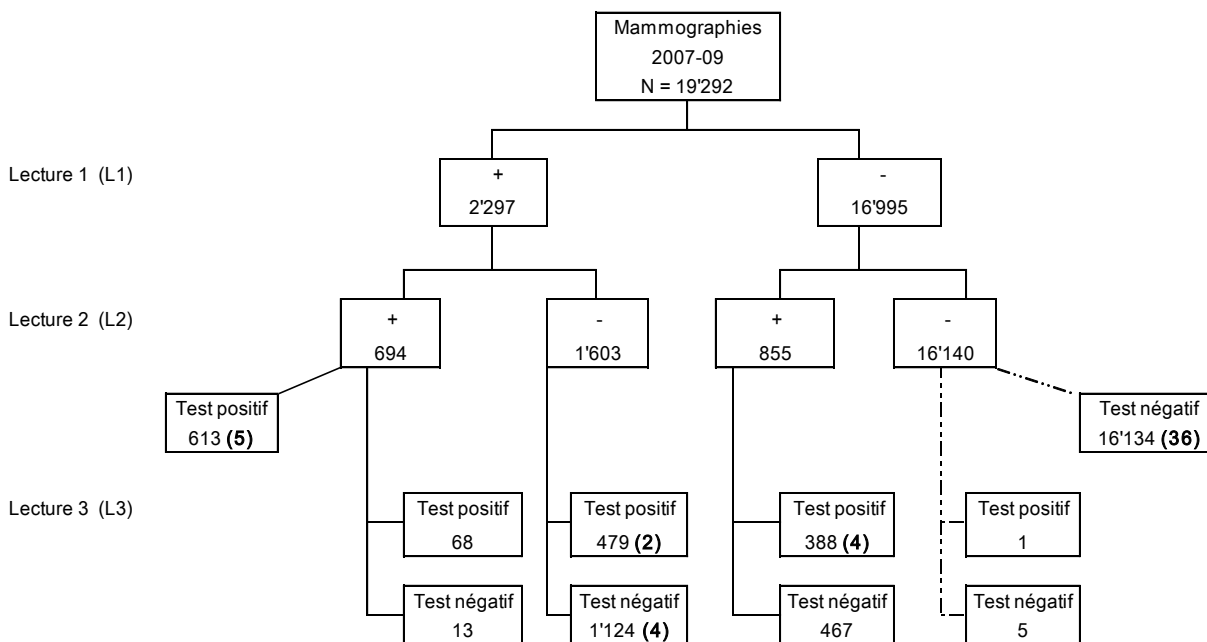 Mammographies
2007-09
N = 19'292
Lecture 1 (L1)
+
2'297
-
16'995
Lecture 2 (L2)
+
694
-
1'603
+
855
-
16'140
Test positif
613 (5)
Test négatif
16'134 (36)
Lecture 3 (L3)
Test positif
68
Test positif
479 (2)
Test positif
388 (4)
Test positif
1
Test négatif
13
Test négatif
1'124 (4)
Test négatif
467
Test négatif
5